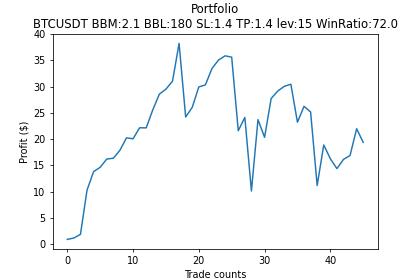 Portfolio
BTCUSDT BBM:2.1 BBL:180 SL:1.4 TP:1.4 lev:15 WinRatio:72.0
40
35
30
25
20
15
10
5
0
Profit ($)
0 10 20 30 40
Trade counts